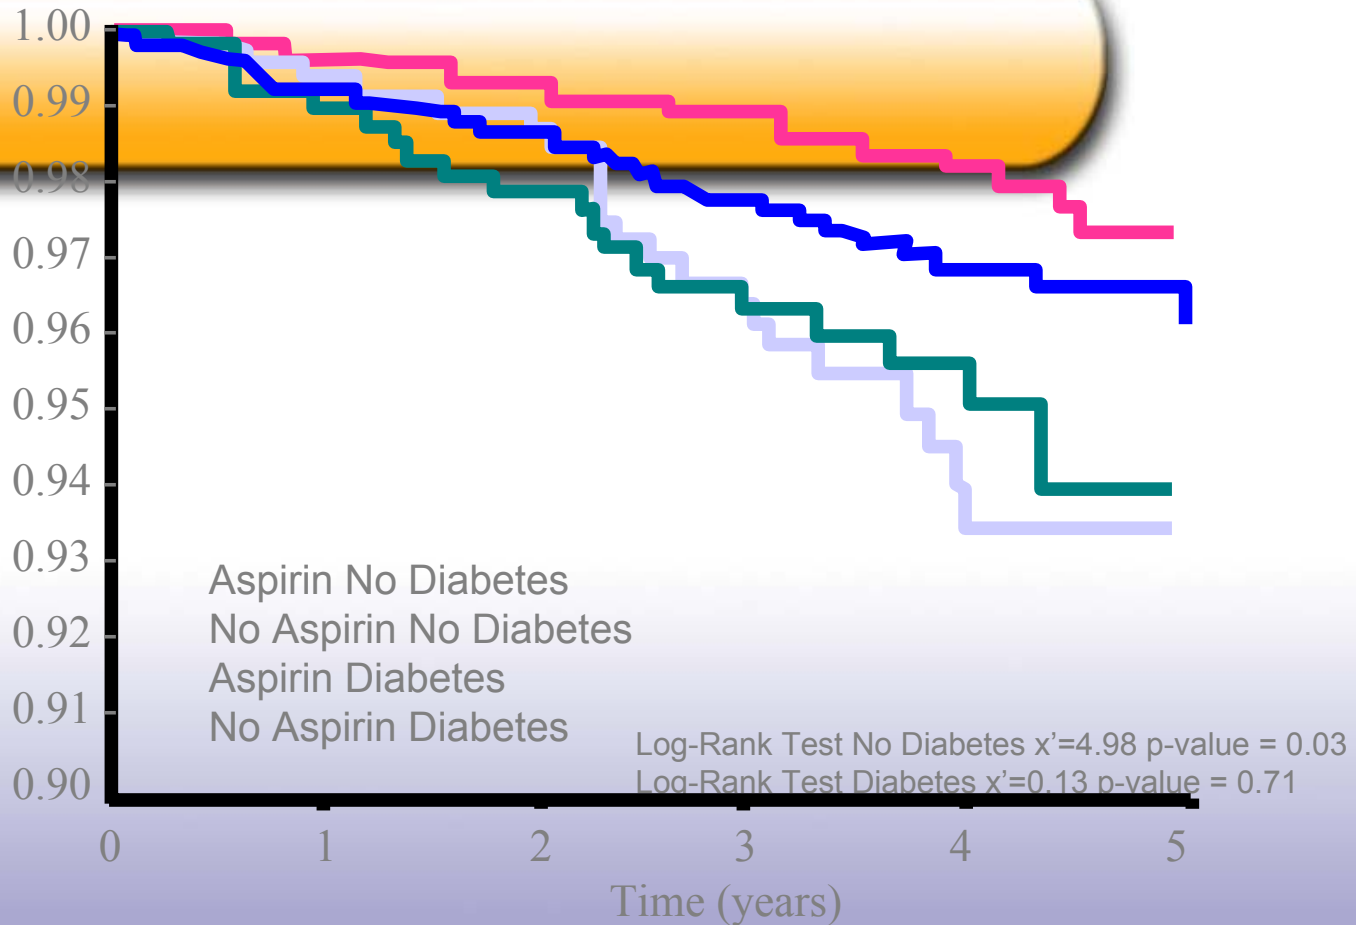 1.00
0.99
0.98
0.97
0.96
0.95
0.94
0.93
0.92
0.91
0.90
Aspirin No Diabetes
No Aspirin No Diabetes
Aspirin Diabetes
No Aspirin Diabetes
Log-Rank Test No Diabetes x’=4.98 p-value = 0.03
Log-Rank Test Diabetes x’=0.13 p-value = 0.71
0 1 2 3 4 5
Time (years)